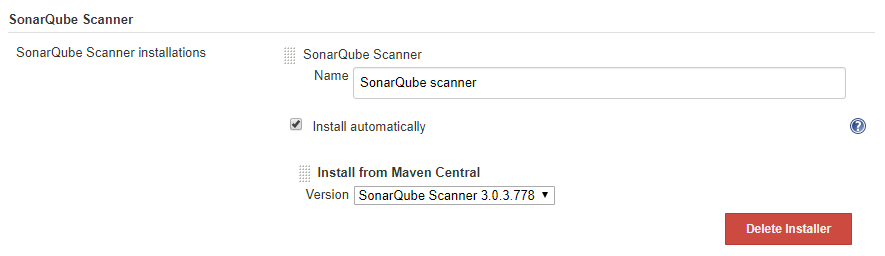 SonarQube Scanner
SonarQube Scanner installations
SonarQube Scanner
Name
SonarQube scanner
Install automatically
?
Install from Maven Central
Version
SonarQube Scanner 3.0.3.778
Delete Installer